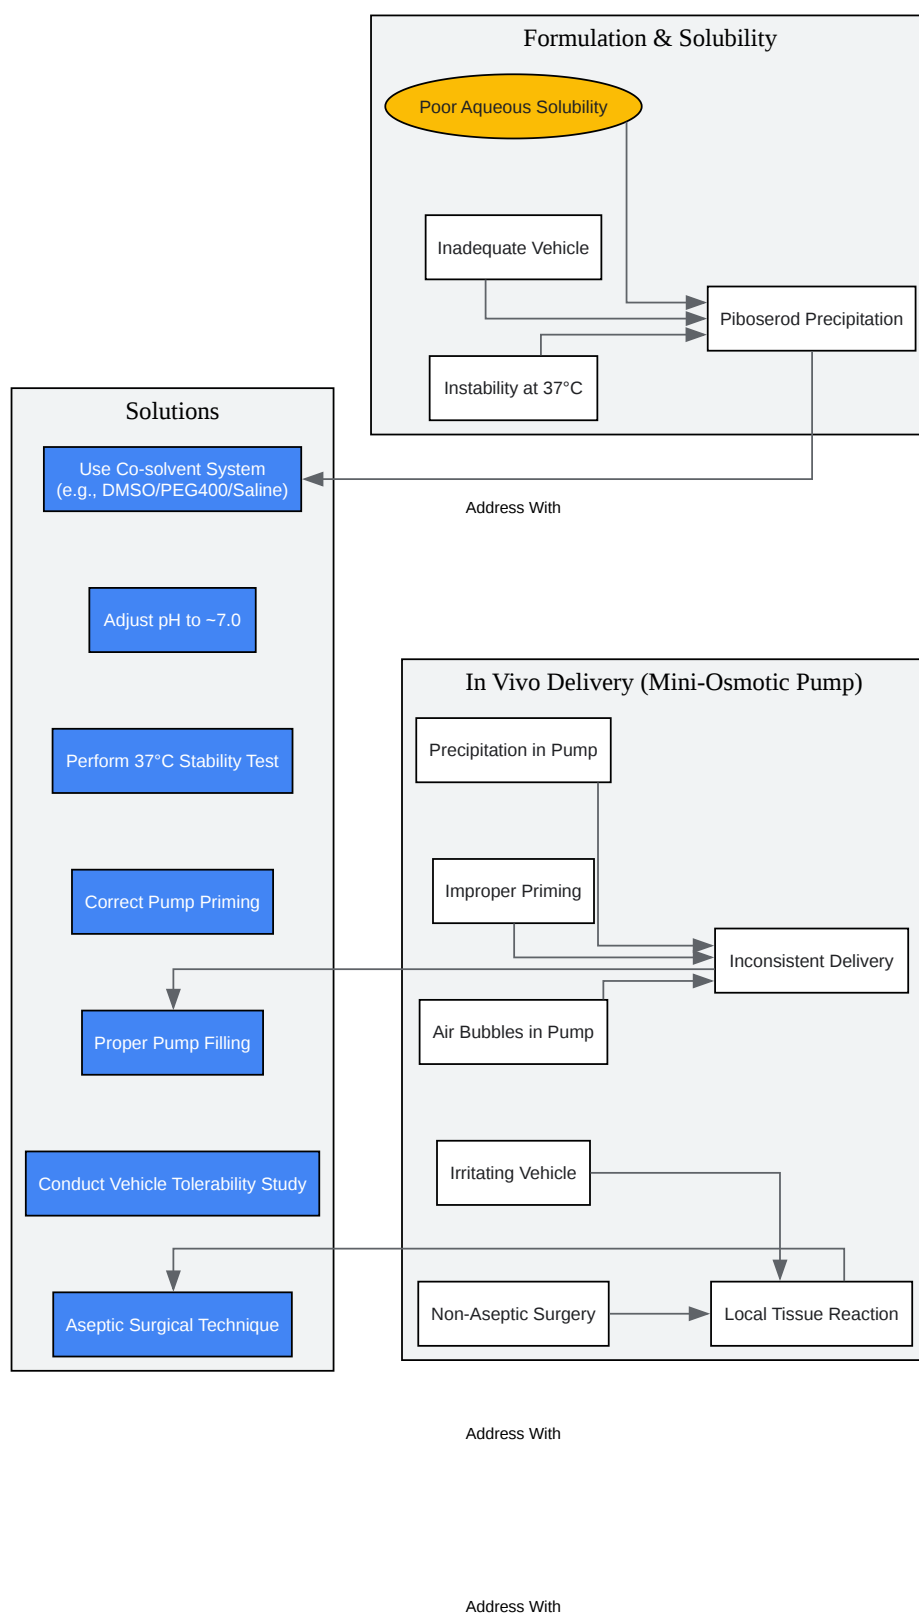 Formulation & Solubility
Poor Aqueous Solubility
Inadequate Vehicle
Piboserod Precipitation
Instability at 37°C
Solutions
Use Co-solvent System
(e.g., DMSO/PEG400/Saline)
Address With
Adjust pH to ~7.0
Perform 37°C Stability Test
Correct Pump Priming
Proper Pump Filling
Conduct Vehicle Tolerability Study
Aseptic Surgical Technique
In Vivo Delivery (Mini-Osmotic Pump)
Precipitation in Pump
Improper Priming
Inconsistent Delivery
Air Bubbles in Pump
Irritating Vehicle
Non-Aseptic Surgery
Local Tissue Reaction
Address With
Address With